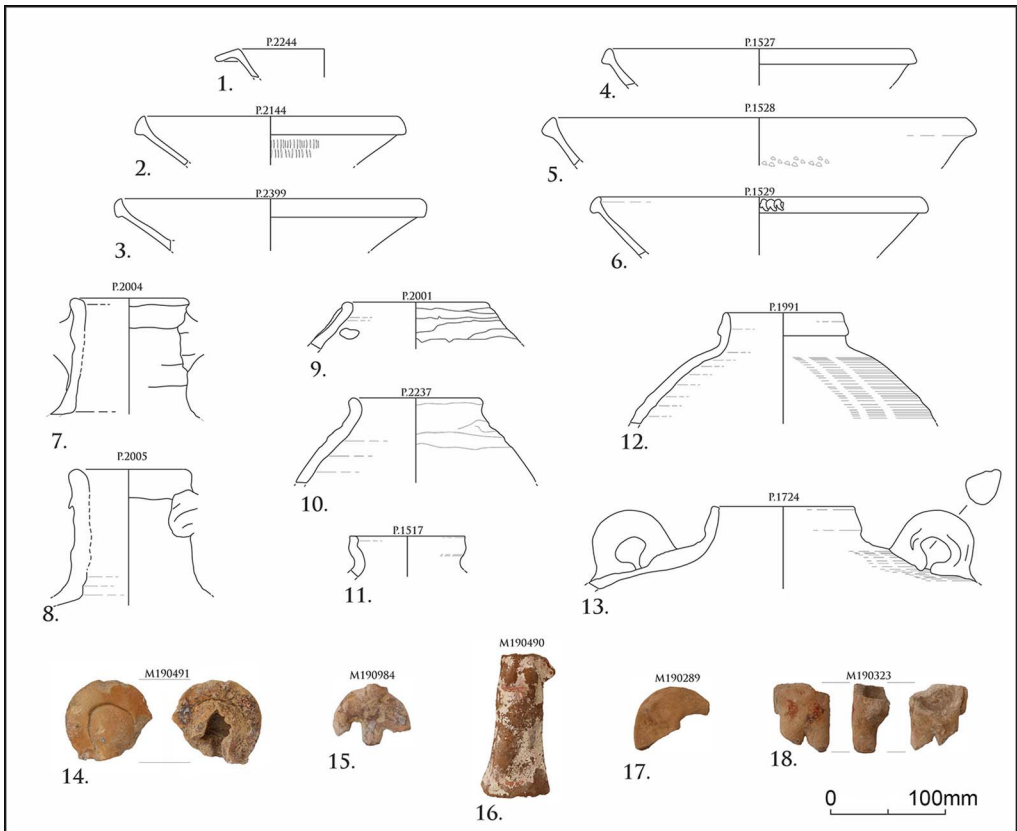 P.2244
1.
P.2144
2.
P.2399
3.
P.1527
4.
P.1528
5.
P.1529
6.
P.2004
7.
P.2005
8.
P.2001
9.
P.2237
10.
P.1517
11.
P.1991
12.
P.1724
13.
M190491
14.
M190984
15.
M190490
16.
M190289
17.
M190323
18.
0 100mm